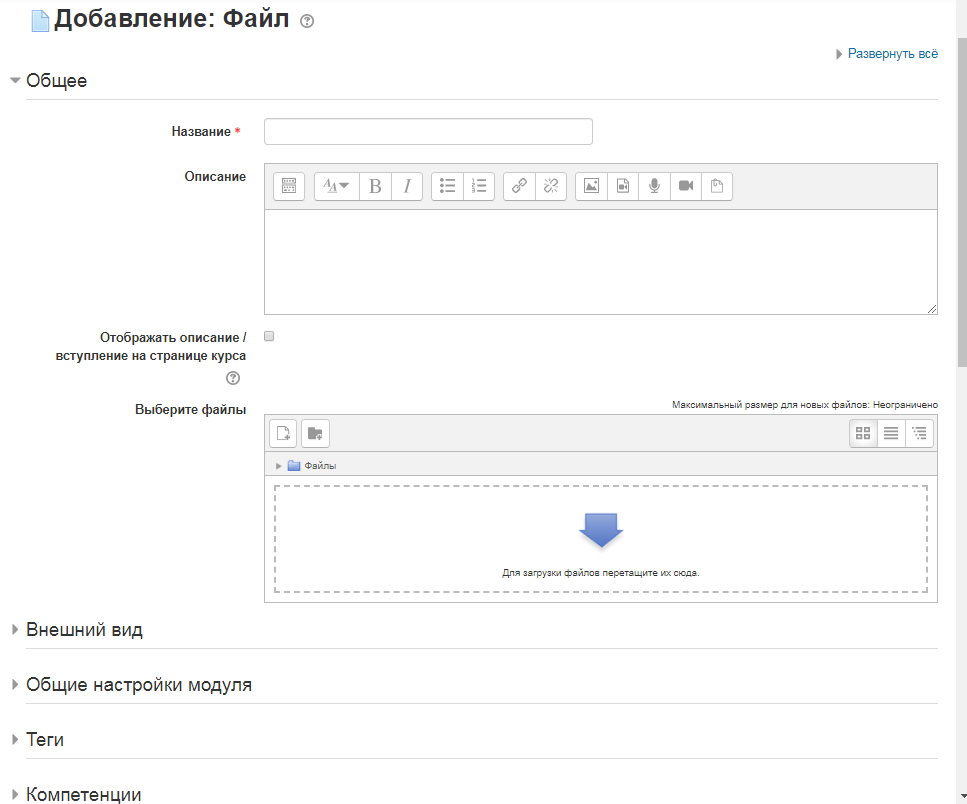 Добавление: Файл
Развернуть всё
Общее
Название *
Описание
Отображать описание /
вступление на странице курса
Выберите файлы
Максимальный размер для новых файлов: Неограничено
Файлы
Для загрузки файлов перетащите их сюда.
Внешний вид
Общие настройки модуля
Теги
Компетенции